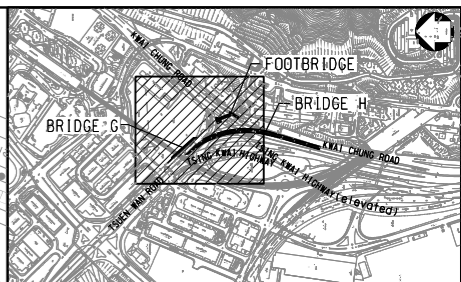 KWAI CHUNG ROAD
FOOTBRIDGE
BRIDGE H
BRIDGE G
KWAI CHUNG ROAD
TSING KWAI HIGHWAY
TSING KWAI HIGHWAY (elevated)
TSUEN WAN ROAD